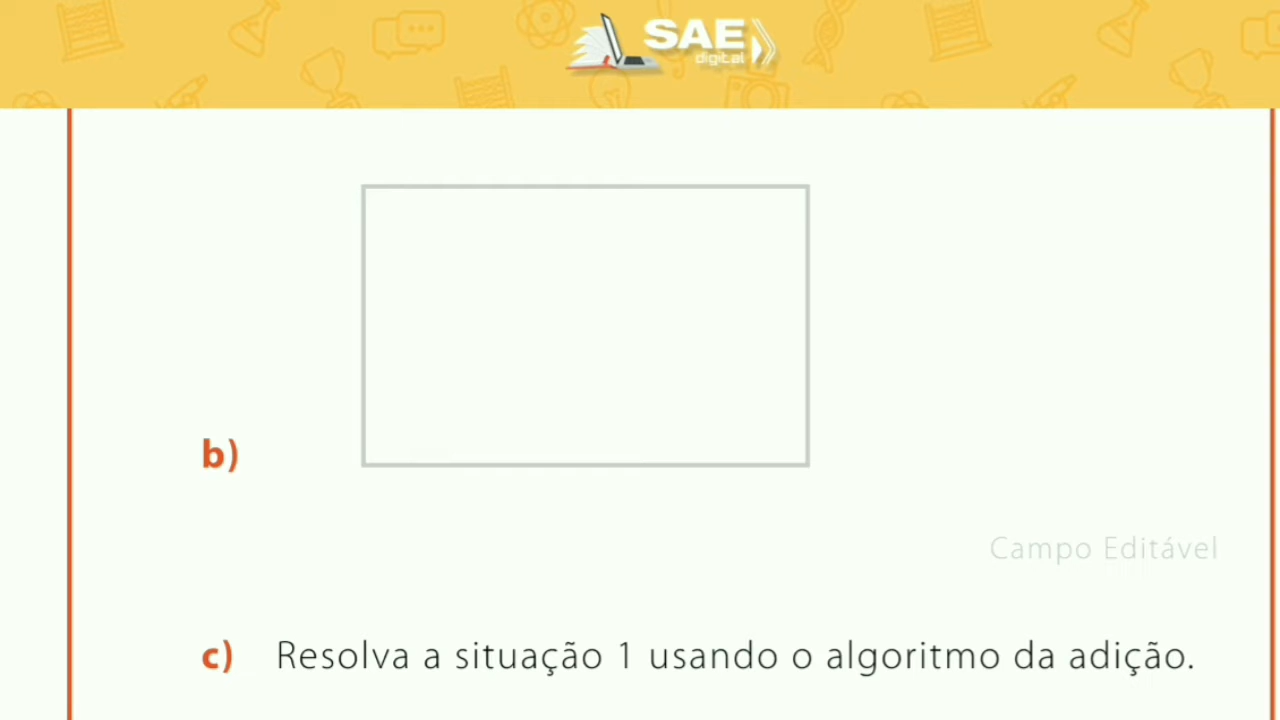 SAE
digital
b)
Campo Editável
c) Resolva a situação 1 usando o algoritmo da adição.